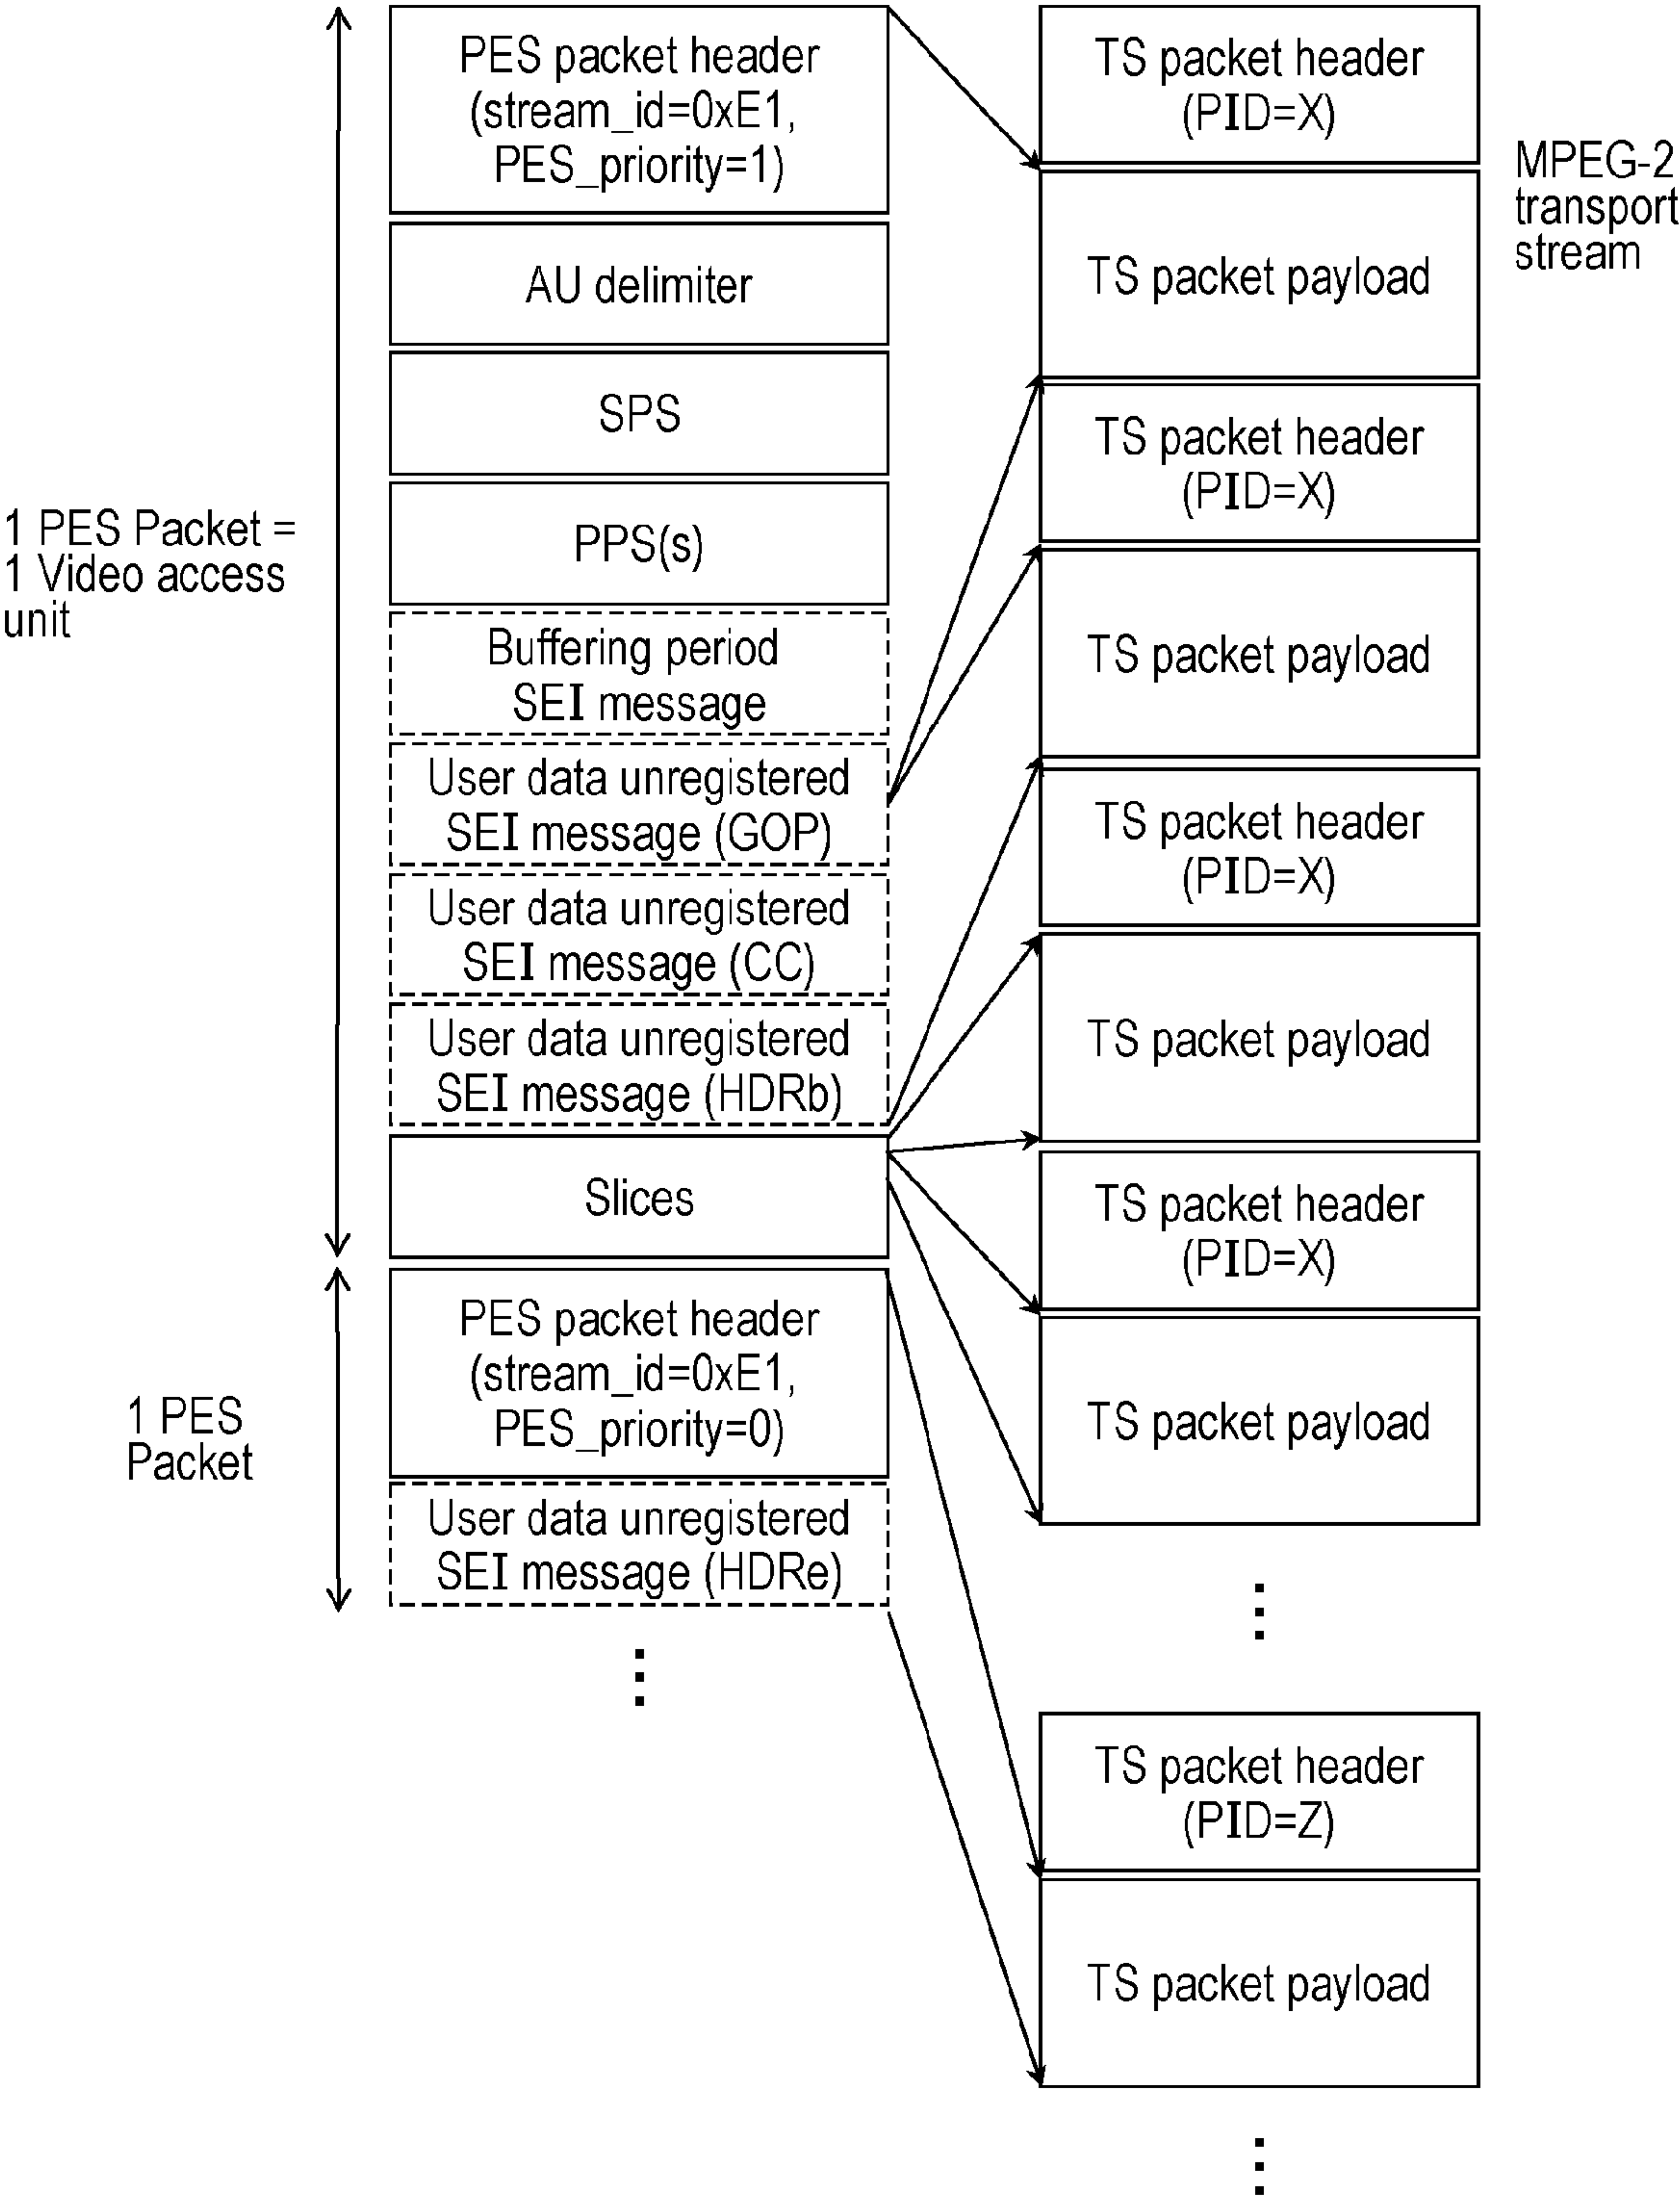 PES packet header
(stream_id=0xE1,
PES_priority=1)
AU delimiter
SPS
1 PES Packet =
1 Video access
unit
PPS(s)
Buffering period
SEI message
User data unregistered
SEI message (GOP)
User data unregistered
SEI message (CC)
User data unregistered
SEI message (HDRb)
Slices
1 PES
Packet
PES packet header
(stream_id=0xE1,
PES_priority=0)
User data unregistered
SEI message (HDRe)
TS packet header
(PID=X)
MPEG-2
transport
stream
TS packet payload
TS packet header
(PID=X)
TS packet payload
TS packet header
(PID=X)
TS packet payload
TS packet header
(PID=X)
TS packet payload
TS packet header
(PID=Z)
TS packet payload